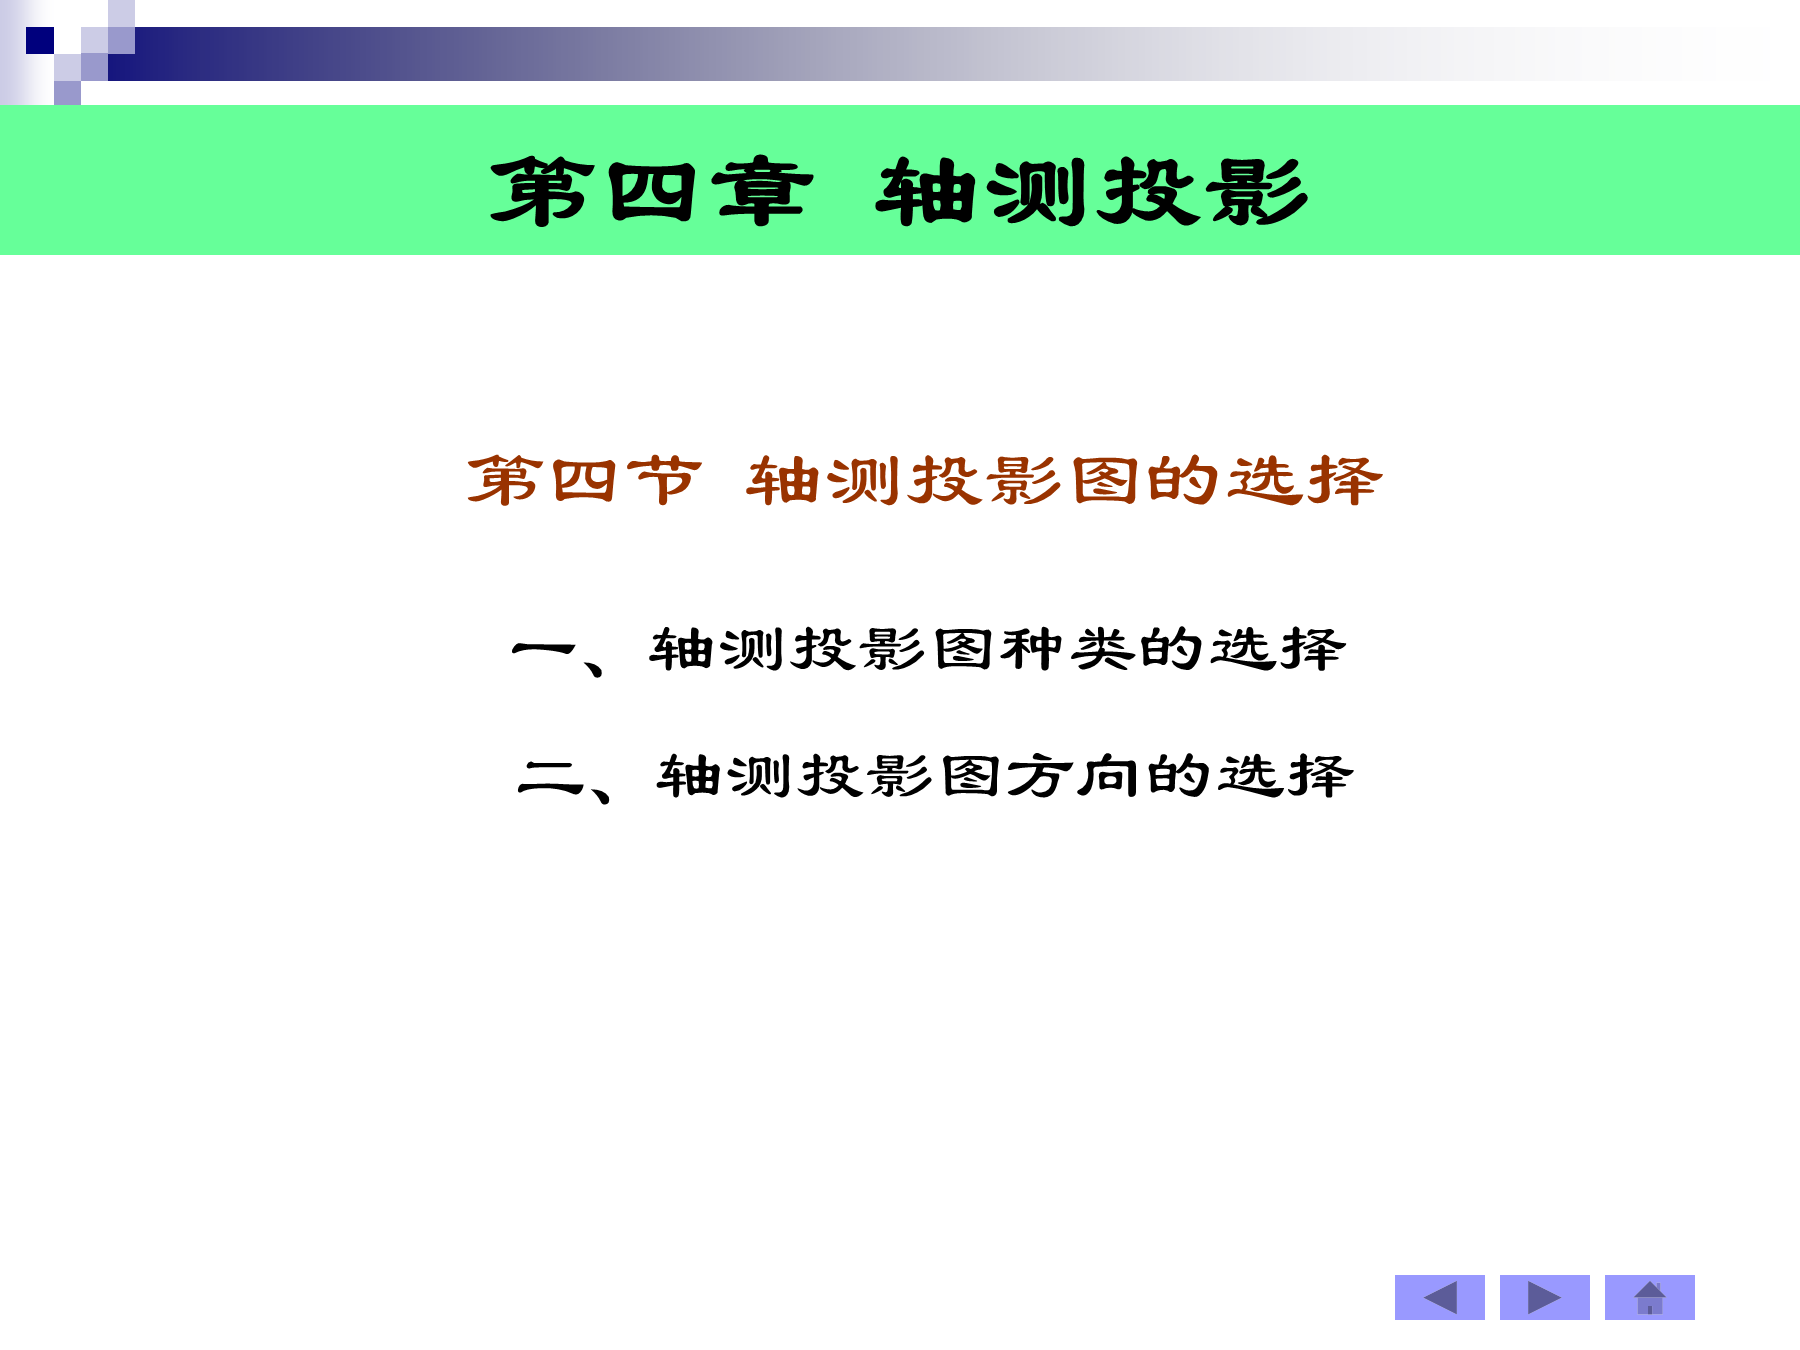 第四章 轴测投影
第四节 轴测投影图的选择
一、轴测投影图种类的选择
二、轴测投影图方向的选择